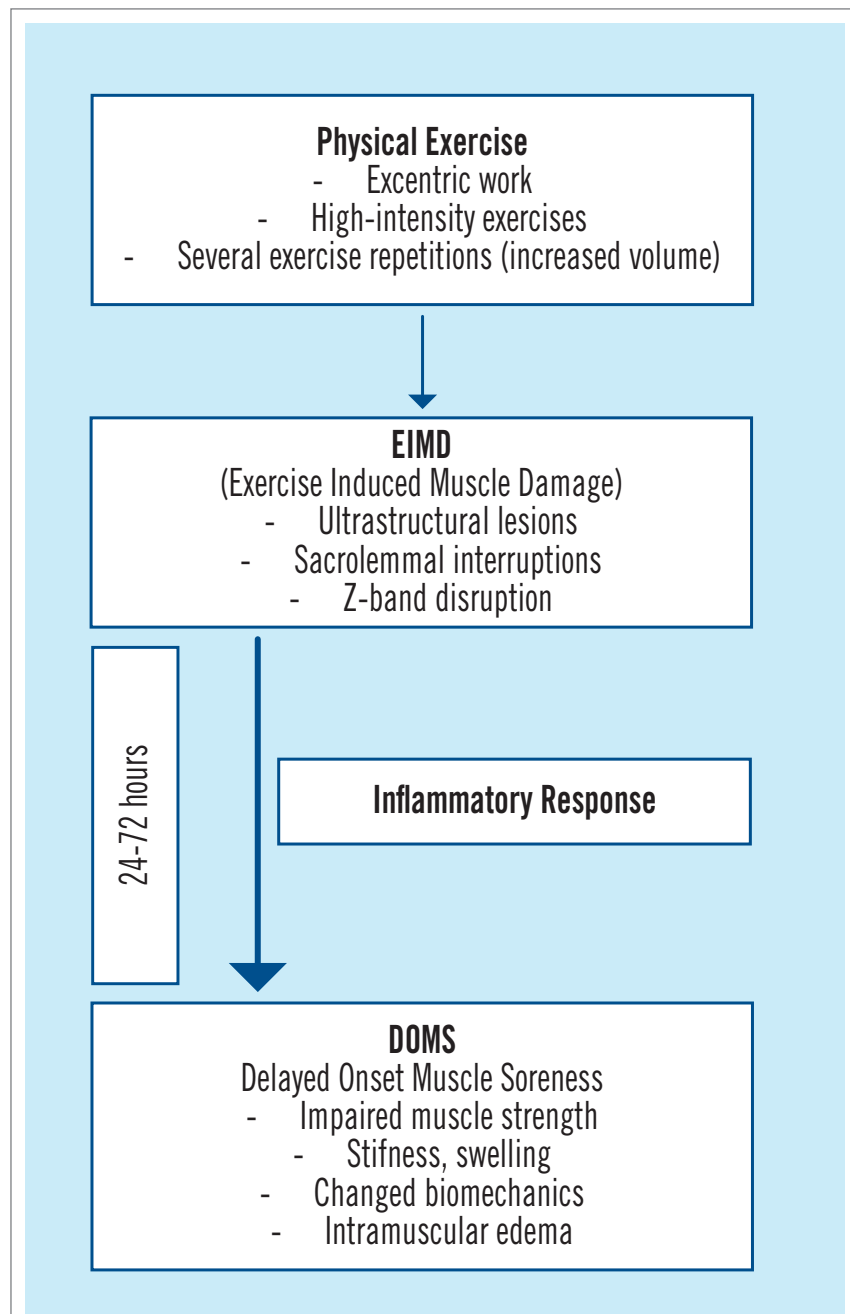 Physical Exercise
- Excentric work
- High-intensity exercises
- Several exercise repetitions (increased volume)
EIMD
(Exercise Induced Muscle Damage)
- Ultrastructural lesions
- Sacrolemmal interruptions
- Z-band disruption
24-72 hours
Inflammatory Response
DOMS
Delayed Onset Muscle Soreness
- Impaired muscle strength
- Stifness, swelling
- Changed biomechanics
- Intramuscular edema